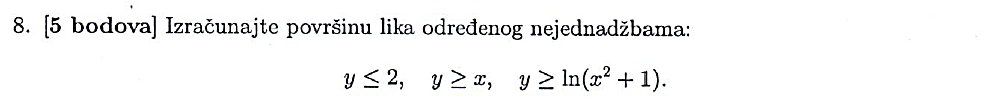 8. [5 bodova] Izračunajte površinu lika određenog nejednadžbama:
y ≤ 2, y ≥ x, y ≥ ln(x² + 1).